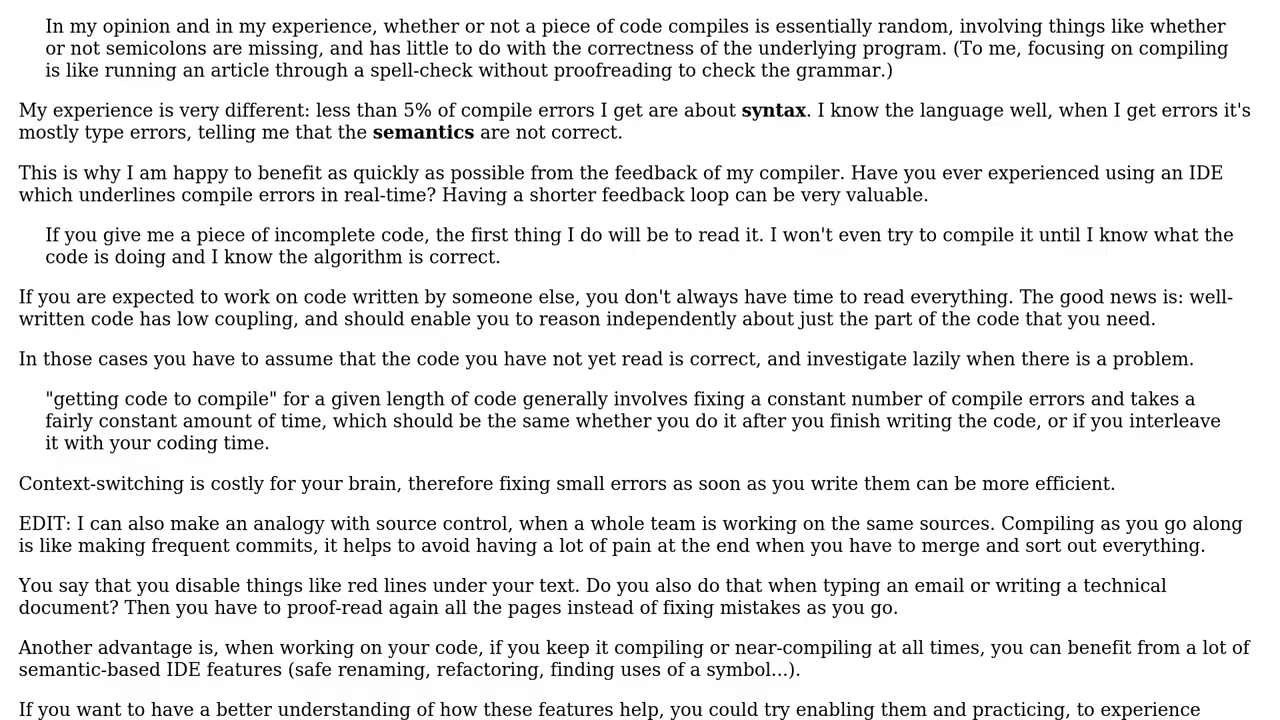 In my opinion and in my experience, whether or not a piece of code compiles is essentially random, involving things like whether
or not semicolons are missing, and has little to do with the correctness of the underlying program. (To me, focusing on compiling
is like running an article through a spell-check without proofreading to check the grammar.)
My experience is very different: less than 5% of compile errors I get are about syntax. I know the language well, when I get errors it's
mostly type errors, telling me that the semantics are not correct.
This is why I am happy to benefit as quickly as possible from the feedback of my compiler. Have you ever experienced using an IDE
which underlines compile errors in real-time? Having a shorter feedback loop can be very valuable.
If you give me a piece of incomplete code, the first thing I do will be to read it. I won't even try to compile it until I know what the
code is doing and I know the algorithm is correct.
If you are expected to work on code written by someone else, you don't always have time to read everything. The good news is: well-
written code has low coupling, and should enable you to reason independently about just the part of the code that you need.
In those cases you have to assume that the code you have not yet read is correct, and investigate lazily when there is a problem.
"getting code to compile" for a given length of code generally involves fixing a constant number of compile errors and takes a
fairly constant amount of time, which should be the same whether you do it after you finish writing the code, or if you interleave
it with your coding time.
Context-switching is costly for your brain, therefore fixing small errors as soon as you write them can be more efficient.
EDIT: I can also make an analogy with source control, when a whole team is working on the same sources. Compiling as you go along
is like making frequent commits, it helps to avoid having a lot of pain at the end when you have to merge and sort out everything.
You say that you disable things like red lines under your text. Do you also do that when typing an email or writing a technical
document? Then you have to proof-read again all the pages instead of fixing mistakes as you go.
Another advantage is, when working on your code, if you keep it compiling or near-compiling at all times, you can benefit from a lot of
semantic-based IDE features (safe renaming, refactoring, finding uses of a symbol...).
If you want to have a better understanding of how these features help, you could try enabling them and practicing, to experience